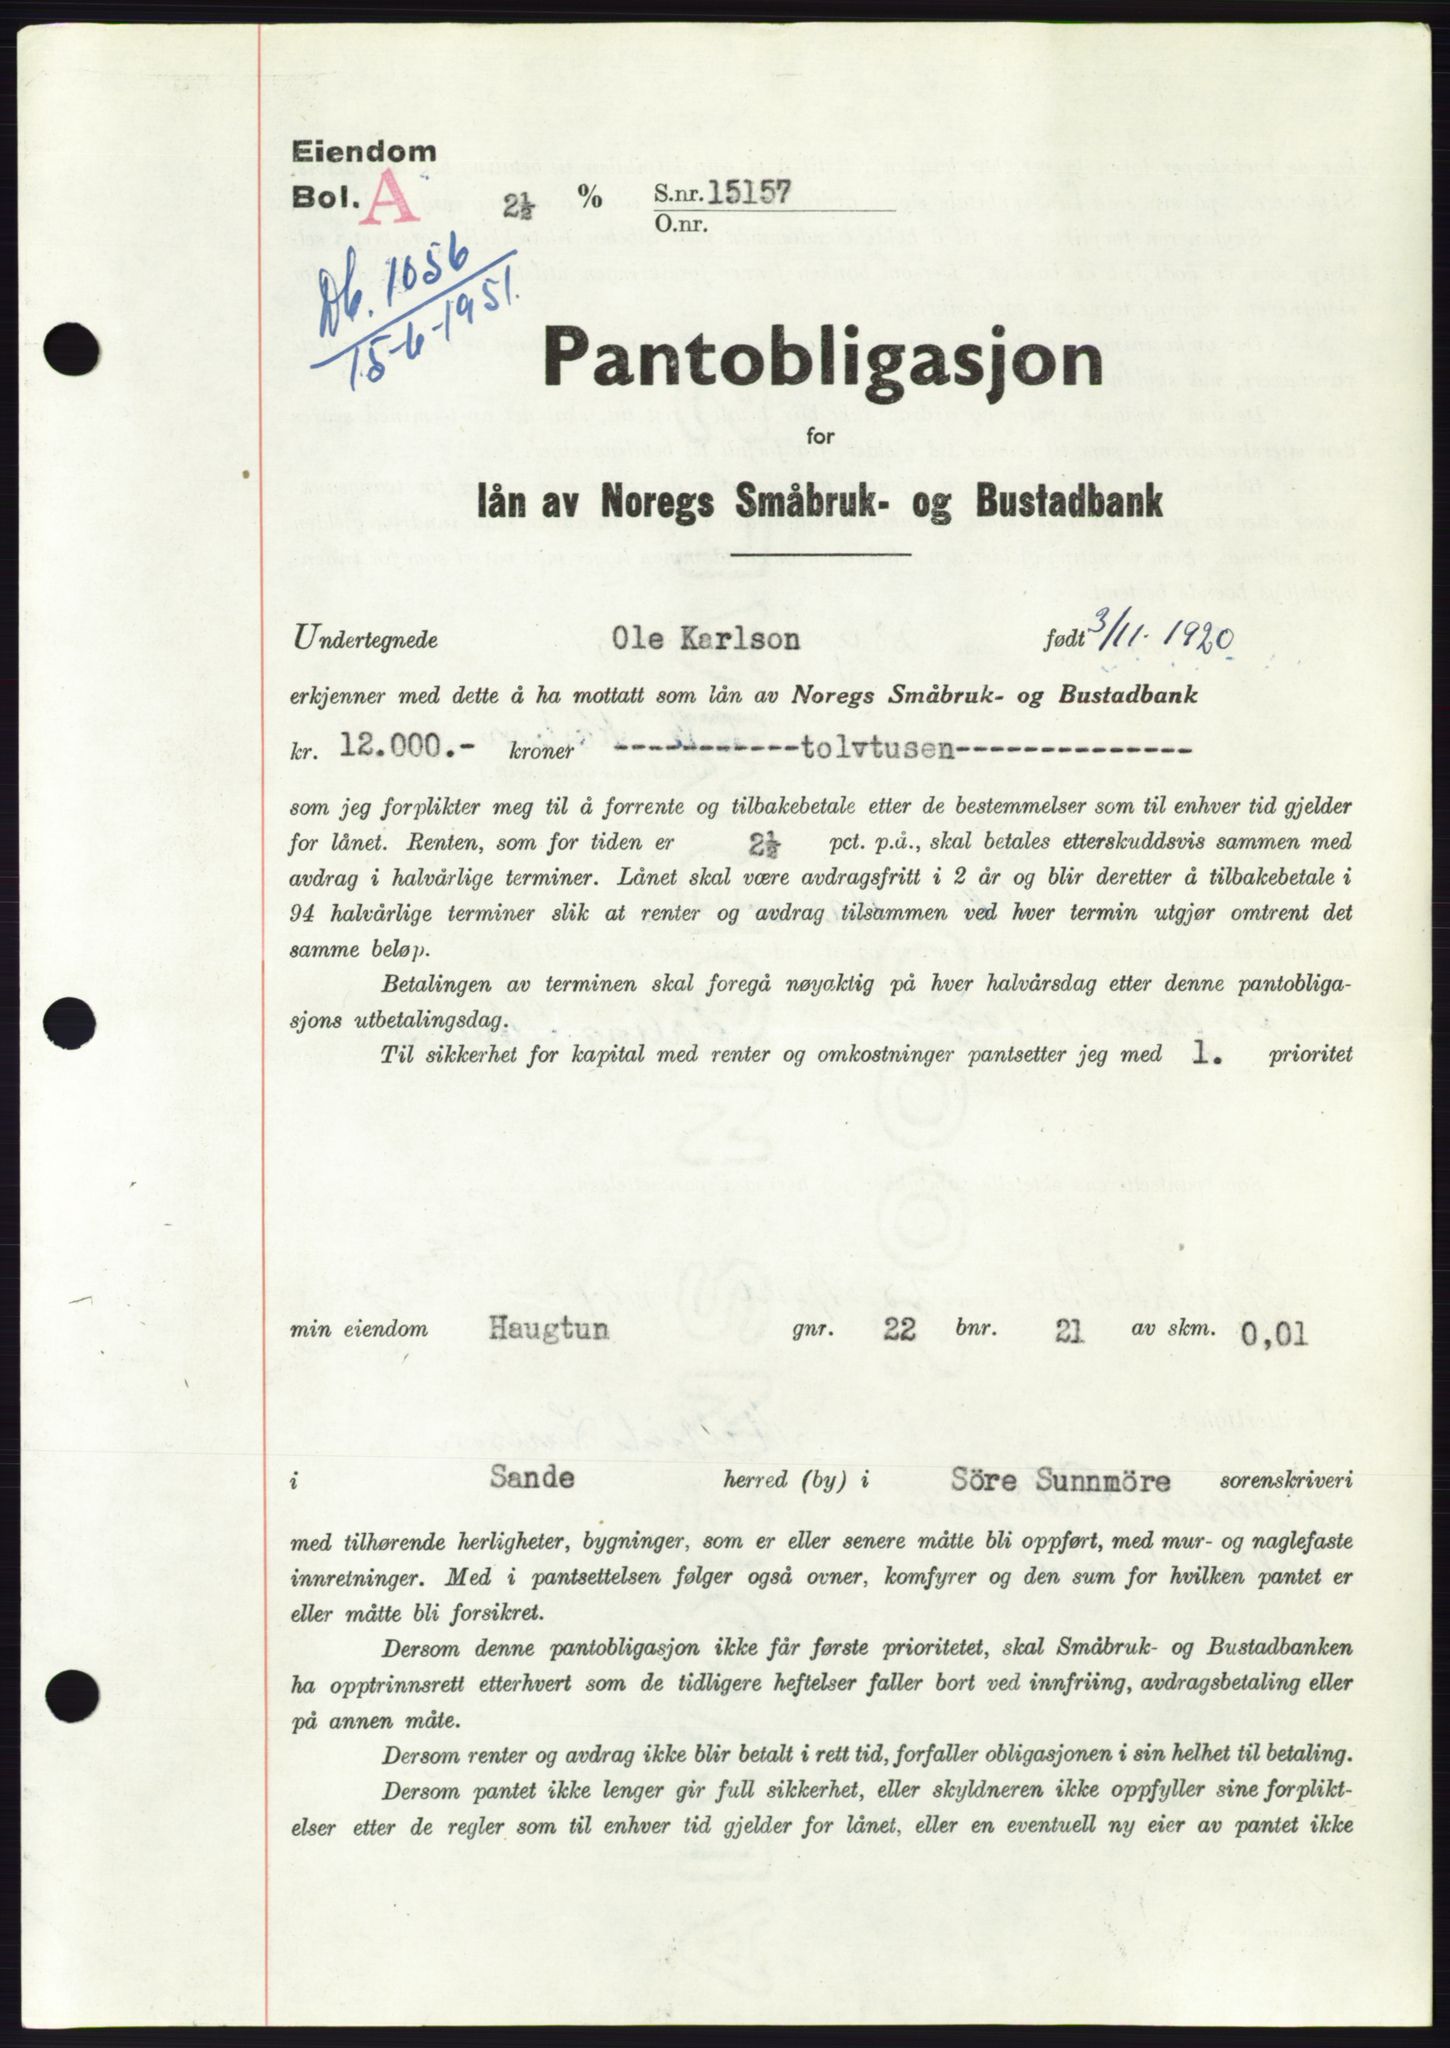 Eiendom
Bol. A 2½ % S.nr. 15157
O.nr.
Db. 1056
15-6-1951.
Pantobligasjon
for
lån av Noregs Småbruk- og Bustadbank
Undertegnede Ole Karlson født 3/11. 1920
erkjenner med dette å ha mottatt som lån av Noregs Småbruk- og Bustadbank
kr. 12.000.- kroner -----------tolvtusen--------------
som jeg forplikter meg til å forrente og tilbakebetale etter de bestemmelser som til enhver tid gjelder
for lånet. Renten, som for tiden er 2½ pct. p.å., skal betales etterskuddsvis sammen med
avdrag i halvårlige terminer. Lånet skal være avdragsfritt i 2 år og blir deretter å tilbakebetale i
94 halvårlige terminer slik at renter og avdrag tilsammen ved hver termin utgjør omtrent det
samme beløp.
Betalingen av terminen skal foregå nøyaktig på hver halvårsdag etter denne pantobliga-
sjons utbetalingsdag.
Til sikkerhet for kapital med renter og omkostninger pantsetter jeg med 1. prioritet
min eiendom Haugtun gnr. 22 bnr. 21 av skm. 0,01
i Sande herred (by) i Söre Sunnmöre sorenskriveri
med tilhørende herligheter, bygninger, som er eller senere måtte bli oppført, med mur- og naglefaste
innretninger. Med i pantsettelsen følger også ovner, komfyrer og den sum for hvilken pantet er
eller måtte bli forsikret.
Dersom denne pantobligasjon ikke får første prioritetet, skal Småbruk- og Bustadbanken
ha opptrinnsrett etterhvert som de tidligere heftelser faller bort ved innfriing, avdragsbetaling eller
på annen måte.
Dersom renter og avdrag ikke blir betalt i rett tid, forfaller obligasjonen i sin helhet til betaling.
Dersom pantet ikke lenger gir full sikkerhet, eller skyldneren ikke oppfyller sine forplikt-
elser etter de regler som til enhver tid gjelder for lånet, eller en eventuell ny eier av pantet ikke